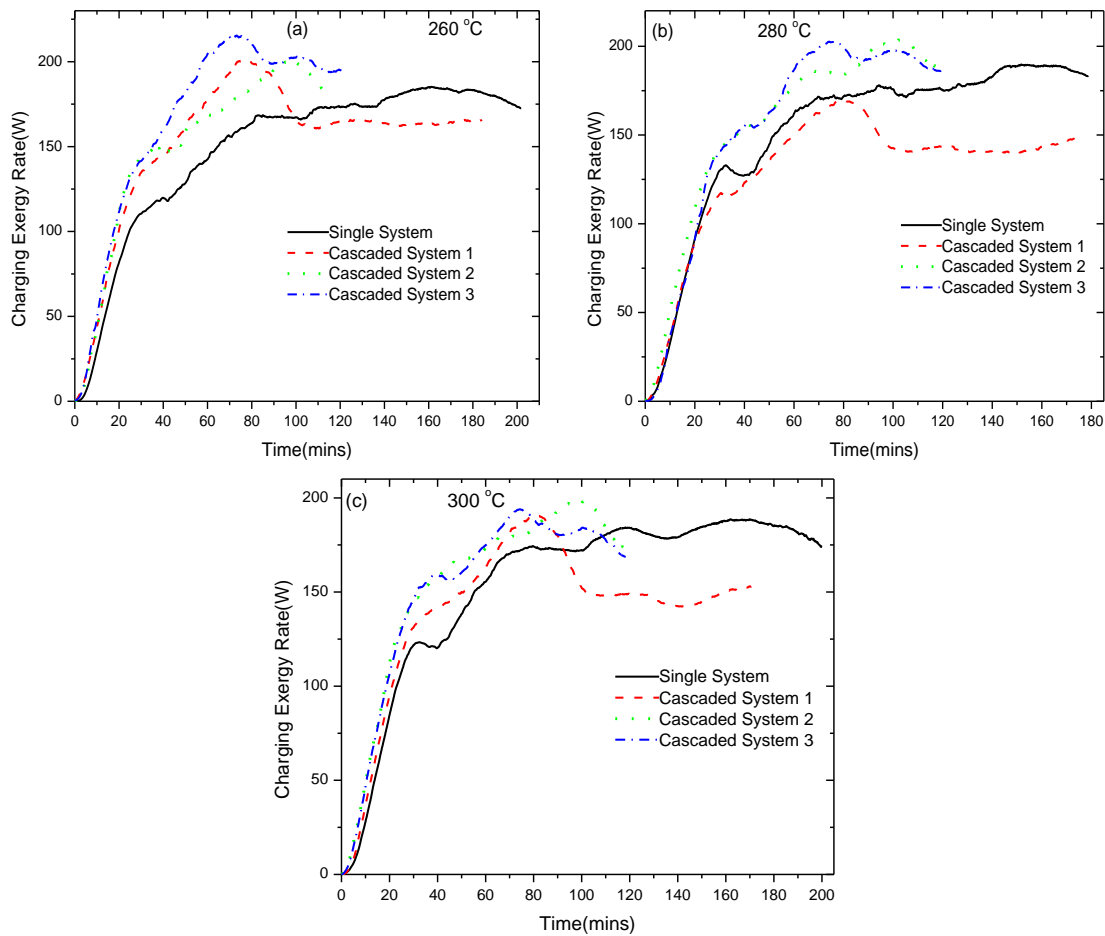 (a)
260 °C
200
150
100
50
0
Charging Exergy Rate(W)
Single System
Cascaded System 1
Cascaded System 2
Cascaded System 3
0 20 40 60 80 100 120 140 160 180 200
Time(mins)
(b)
280 °C
200
175
150
125
100
75
50
25
0
Charging Exergy Rate(W)
Single System
Cascaded System 1
Cascaded System 2
Cascaded System 3
0 20 40 60 80 100 120 140 160 180
Time(mins)
(c)
300 °C
200
150
100
50
0
Charging Exergy Rate(W)
Single System
Cascaded System 1
Cascaded System 2
Cascaded System 3
0 20 40 60 80 100 120 140 160 180 200
Time(mins)